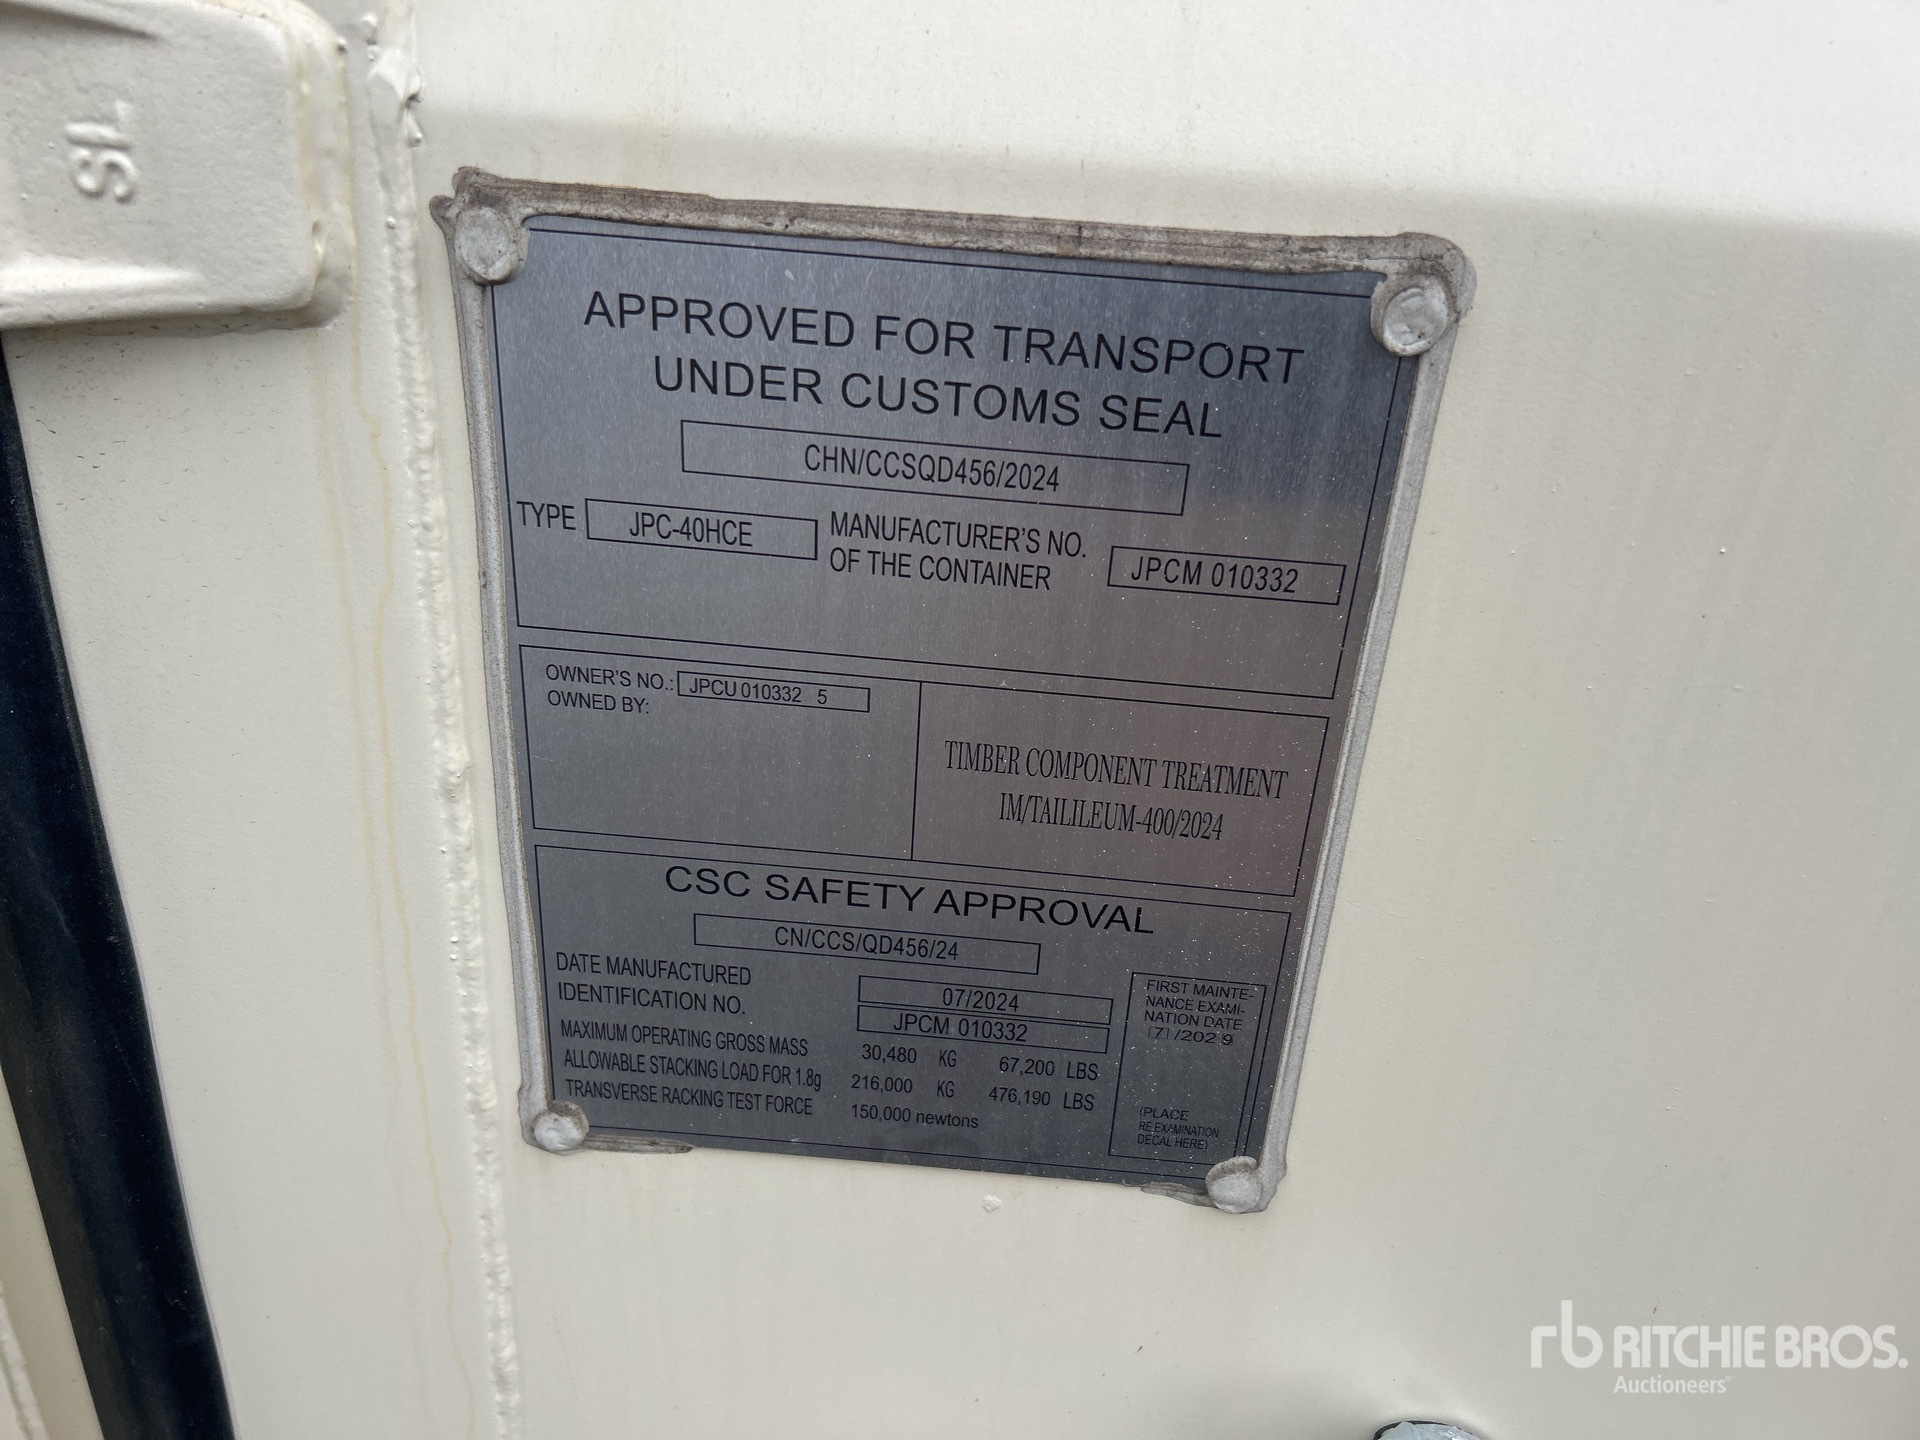 SIL
APPROVED FOR TRANSPORT
UNDER CUSTOMS SEAL
CHN/CCSQD456/2024
TYPE JPC-40HCE MANUFACTURER'S NO.
OF THE CONTAINER JPCM 010332
OWNER'S NO.: JPCU 010332 5
OWNED BY:
TIMBER COMPONENT TREATMENT
IM/TAILILEUM-400/2024
CSC SAFETY APPROVAL
CN/CCS/QD456/24
DATE MANUFACTURED 07/2024
IDENTIFICATION NO. JPCM 010332
MAXIMUM OPERATING GROSS MASS 30,480 KG 67,200 LBS
ALLOWABLE STACKING LOAD FOR 1.8g 216,000 KG 476,190 LBS
TRANSVERSE RACKING TEST FORCE 150,000 newtons
FIRST MAINTE-
NANCE EXAMI-
NATION DATE
7 /2029
(PLACE
RE EXAMINATION
DECAL HERE)
rb RITCHIE BROS.
Auctioneers